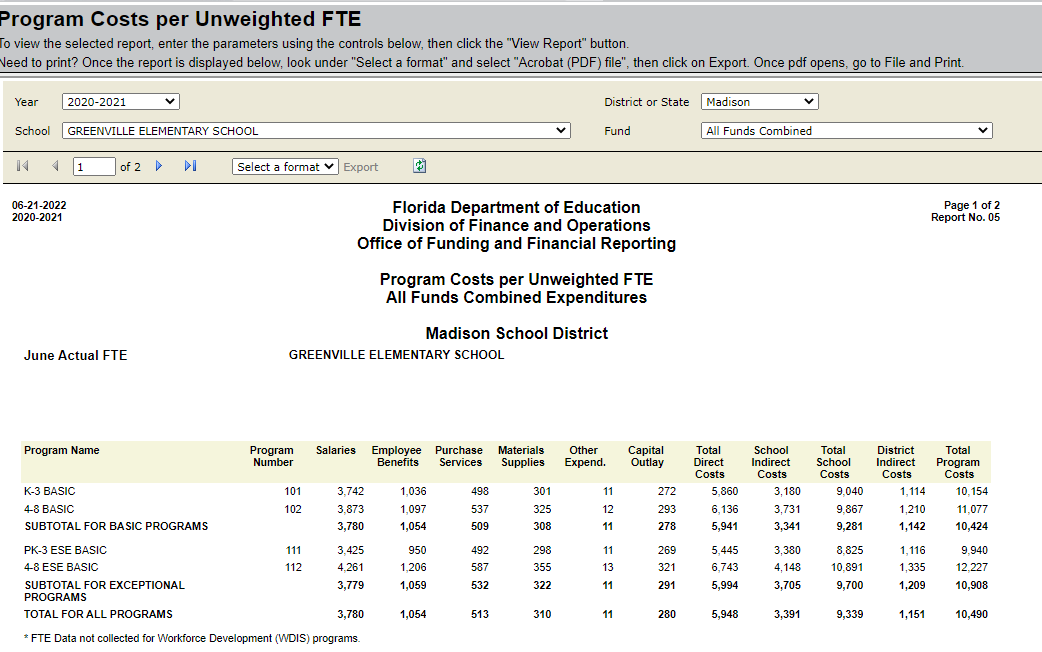 Program Costs per Unweighted FTE
To view the selected report, enter the parameters using the controls below, then click the "View Report" button.
Need to print? Once the report is displayed below, look under "Select a format" and select "Acrobat (PDF) file", then click on Export. Once pdf opens, go to File and Print.
Year 2020-2021 District or State Madison
School GREENVILLE ELEMENTARY SCHOOL Fund All Funds Combined
1 of 2 Select a format Export
06-21-2022 Florida Department of Education Page 1 of 2
2020-2021 Division of Finance and Operations Report No. 05
Office of Funding and Financial Reporting
Program Costs per Unweighted FTE
All Funds Combined Expenditures
Madison School District
June Actual FTE GREENVILLE ELEMENTARY SCHOOL
Program Name Program Number Salaries Employee Benefits Purchase Services Materials Supplies Other Expend. Capital Outlay Total Direct Costs School Indirect Costs Total School Costs District Indirect Costs Total Program Costs
K-3 BASIC 101 3,742 1,036 498 301 11 272 5,860 3,180 9,040 1,114 10,154
4-8 BASIC 102 3,873 1,097 537 325 12 293 6,136 3,731 9,867 1,210 11,077
SUBTOTAL FOR BASIC PROGRAMS 3,780 1,054 509 308 11 278 5,941 3,341 9,281 1,142 10,424
PK-3 ESE BASIC 111 3,425 950 492 298 11 269 5,445 3,380 8,825 1,116 9,940
4-8 ESE BASIC 112 4,261 1,206 587 355 13 321 6,743 4,148 10,891 1,335 12,227
SUBTOTAL FOR EXCEPTIONAL PROGRAMS 3,779 1,059 532 322 11 291 5,994 3,705 9,700 1,209 10,908
TOTAL FOR ALL PROGRAMS 3,780 1,054 513 310 11 280 5,948 3,391 9,339 1,151 10,490
* FTE Data not collected for Workforce Development (WDIS) programs.